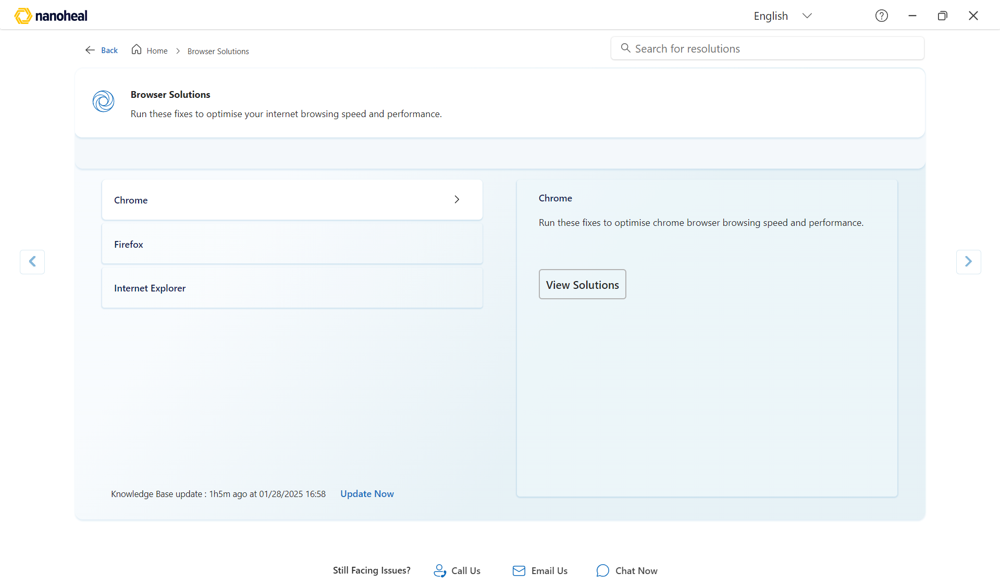 nanoheal
English
Back
Home
Browser Solutions
Search for resolutions
Browser Solutions
Run these fixes to optimise your internet browsing speed and performance.
Chrome
Firefox
Internet Explorer
Chrome
Run these fixes to optimise chrome browser browsing speed and performance.
View Solutions
Knowledge Base update : 1h5m ago at 01/28/2025 16:58
Update Now
Still Facing Issues?
Call Us
Email Us
Chat Now